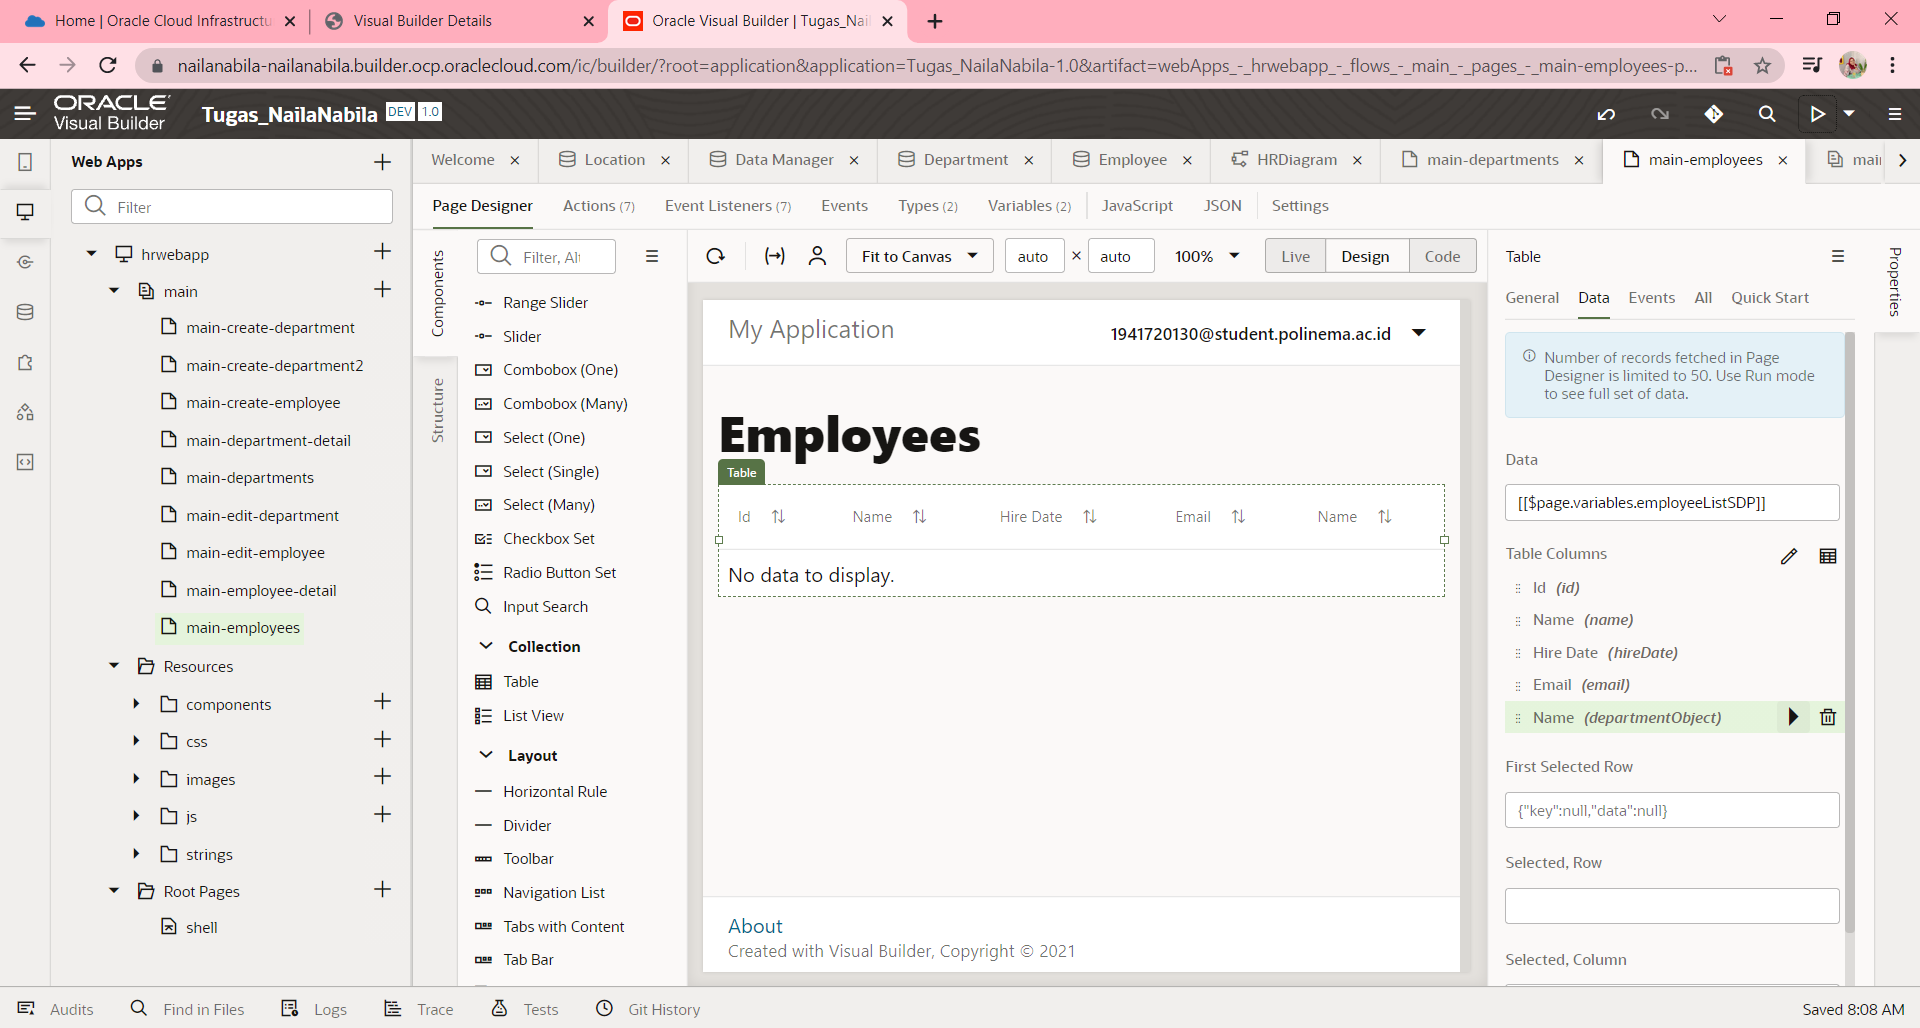 Home | Oracle Cloud Infrastructu
Visual Builder Details
Oracle Visual Builder | Tugas_Nail
nailanabila-nailanabila.builder.ocp.oraclecloud.com/ic/builder/?root=application&application=Tugas_NailaNabila-1.0&artifact=webApps_-_hrwebapp_-_flows_-_main_-_pages_-_main-employees-p...
ORACLE
Visual Builder
Tugas_NailaNabila DEV 1.0
Web Apps
Welcome
Location
Data Manager
Department
Employee
HRDiagram
main-departments
main-employees
mai
Filter
Page Designer
Actions (7)
Event Listeners (7)
Events
Types (2)
Variables (2)
JavaScript
JSON
Settings
hrwebapp
main
main-create-department
main-create-department2
main-create-employee
main-department-detail
main-departments
main-edit-department
main-edit-employee
main-employee-detail
main-employees
Resources
components
css
images
js
strings
Root Pages
shell
Components
Structure
Filter, Al
Range Slider
Slider
Combobox (One)
Combobox (Many)
Select (One)
Select (Single)
Select (Many)
Checkbox Set
Radio Button Set
Input Search
Collection
Table
List View
Layout
Horizontal Rule
Divider
Toolbar
Navigation List
Tabs with Content
Tab Bar
Fit to Canvas
auto × auto
100%
Live
Design
Code
My Application
1941720130@student.polinema.ac.id
Employees
Table
Id
Name
Hire Date
Email
Name
No data to display.
About
Created with Visual Builder, Copyright © 2021
Table
General
Data
Events
All
Quick Start
Number of records fetched in Page
Designer is limited to 50. Use Run mode
to see full set of data.
Data
[[$page.variables.employeeListSDP]]
Table Columns
Id (id)
Name (name)
Hire Date (hireDate)
Email (email)
Name (departmentObject)
First Selected Row
{"key":null,"data":null}
Selected, Row
Selected, Column
Properties
Audits
Find in Files
Logs
Trace
Tests
Git History
Saved 8:08 AM